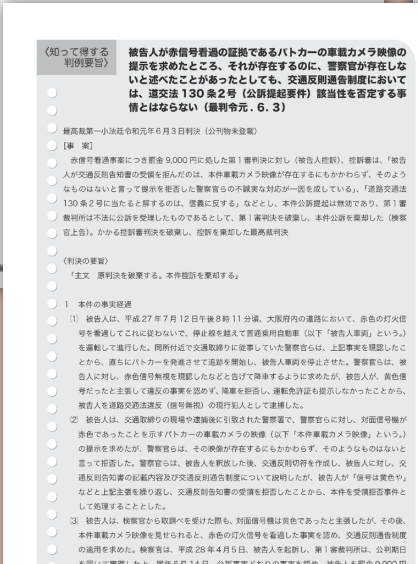 〈知って得する
判例要旨〉
被告人が赤信号看過の証拠であるパトカーの車載カメラ映像の
提示を求めたところ、それが存在するのに、警察官が存在しな
いと述べたことがあったとしても、交通反則通告制度において
は、道交法130条2号（公訴提起要件）該当性を否定する事
情とはならない（最判令元.6.3）
最高裁第一小法廷令和元年6月3日判決（公刊物未登載）
[事　案]
赤信号看過事案につき罰金9,000円に処した第1審判決に対し（被告人控訴）、控訴審は、「被告
人が交通反則告知書の受領を拒んだのは、本件車載カメラ映像が存在するにもかかわらず、そのよう
なものはないと言って提示を拒否した警察官らの不誠実な対応が一因を成している」、「道路交通法
130条2号に当たると解するのは、信義に反する」などとし、本件公訴提起は無効であり、第1審
裁判所は不法に公訴を受理したものであるとして、第1審判決を破棄し、本件公訴を棄却した（検察
官上告）。かかる控訴審判決を破棄し、控訴を棄却した最高裁判決
〈判決の要旨〉
「主文　原判決を破棄する。本件控訴を棄却する」
1　本件の事実経過
⑴　被告人は、平成27年7月12日午後8時11分頃、大阪府内の道路において、赤色の灯火信
号を看過してこれに従わないで、停止線を越えて普通乗用自動車（以下「被告人車両」という。）
を運転して進行した。同所付近で交通取締りに従事していた警察官らは、上記事実を現認したこ
とから、直ちにパトカーを発進させて追跡を開始し、被告人車両を停止させた。警察官らは、被
告人に対し、赤色信号無視を現認したなどと告げて降車するように求めたが、被告人が、黄色信
号だったと主張して違反の事実を認めず、降車を拒否し、運転免許証も提示しなかったことから、
被告人を道路交通法違反（信号無視）の現行犯人として逮捕した。
⑵　被告人は、交通取締りの現場や逮捕後に引致された警察署で、警察官らに対し、対面信号機が
赤色であったことを示すパトカーの車載カメラの映像（以下「本件車載カメラ映像」という。）
の提示を求めたが、警察官らは、その映像が存在するにもかかわらず、そのようなものはないと
言って拒否した。警察官らは、被告人を釈放した後、交通反則切符を作成し、被告人に対し、交
通反則告知書の記載内容及び交通反則通告制度について説明したが、被告人が「信号は黄色や」
などと上記主張を繰り返し、交通反則告知書の受領を拒否したことから、本件を受領拒否事件と
して処理することとした。
⑶　被告人は、検察官から取調べを受けた際も、対面信号機は黄色であったと主張したが、その後、
本件車載カメラ映像を見せられると、赤色の灯火信号を看過した事実を認め、交通反則通告制度
の適用を求めた。検察官は、平成28年4月5日、被告人を起訴し、第1審裁判所は、公判期日